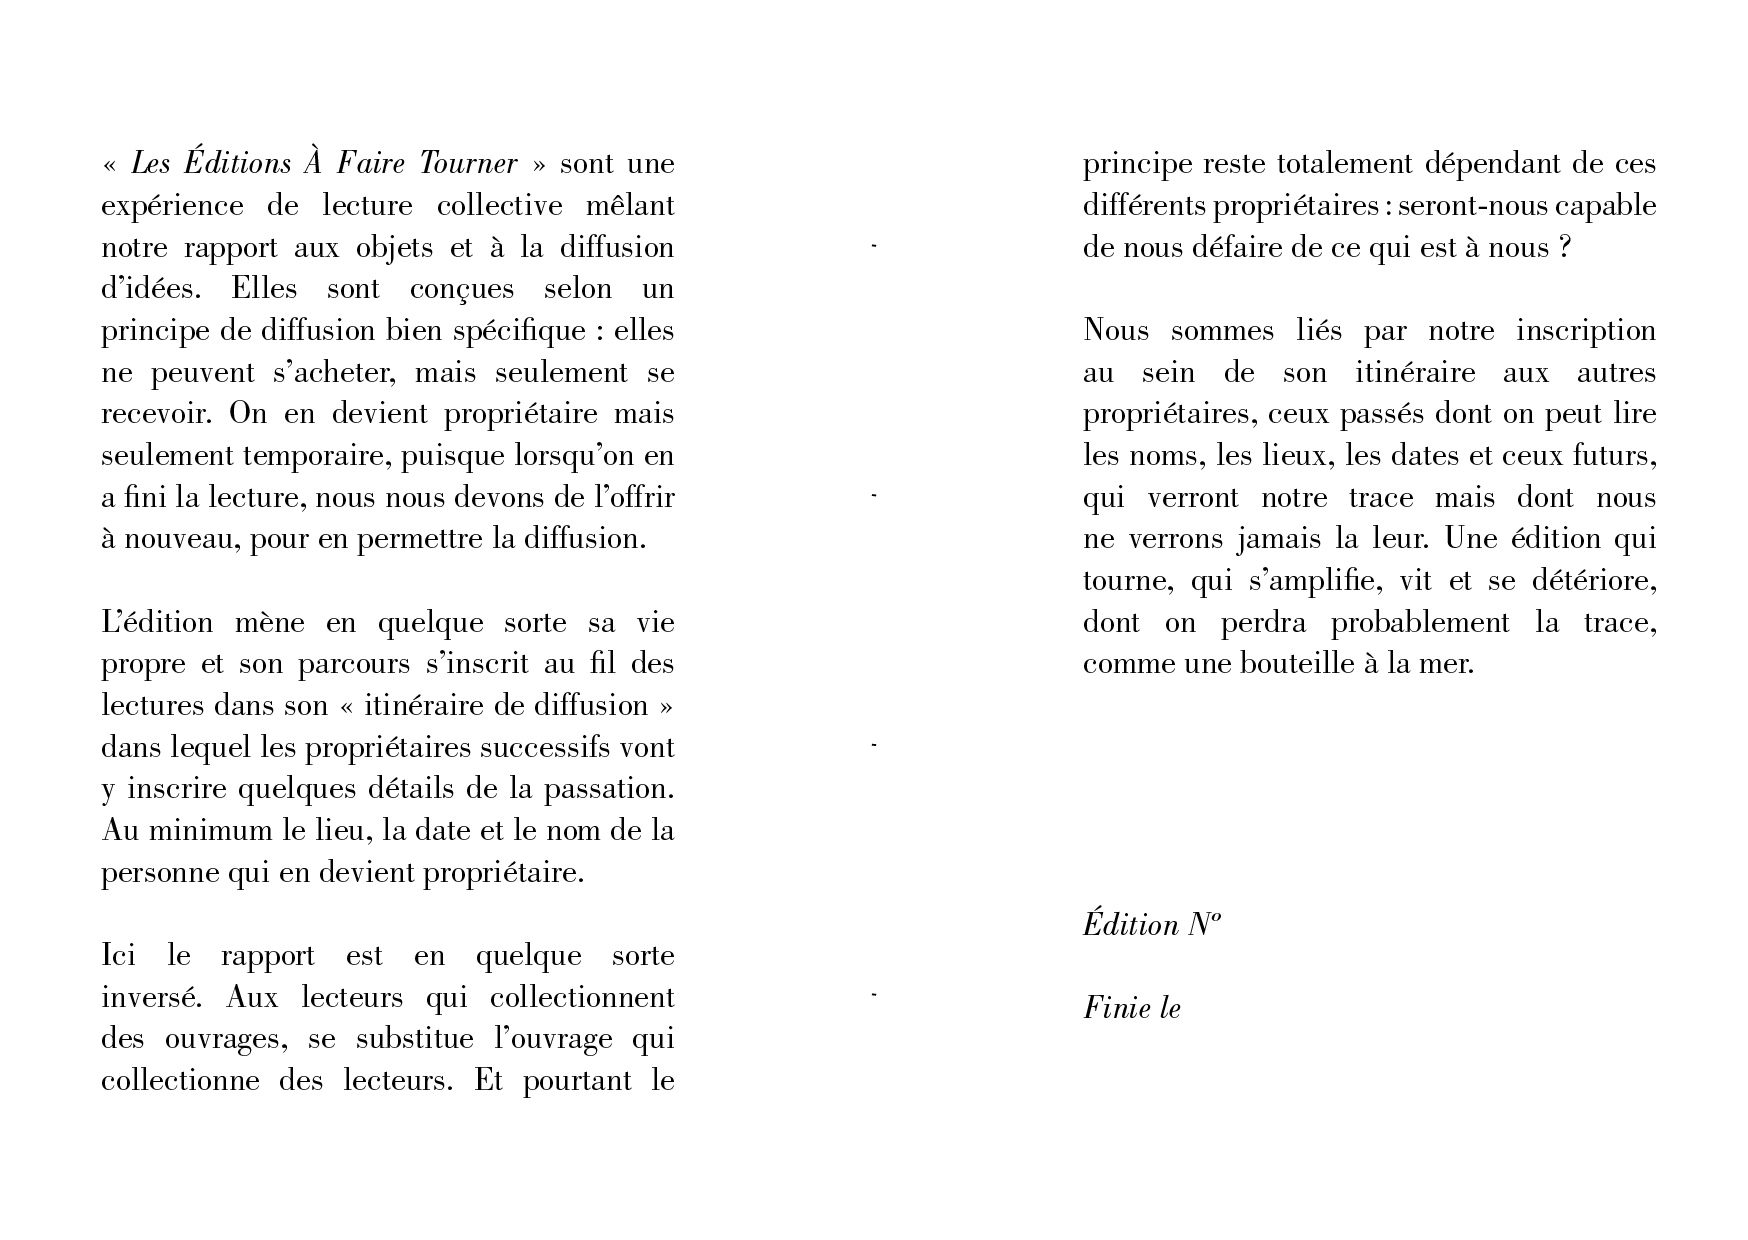 « Les Éditions À Faire Tourner » sont une
expérience de lecture collective mêlant
notre rapport aux objets et à la diffusion
d’idées. Elles sont conçues selon un
principe de diffusion bien spécifique : elles
ne peuvent s’acheter, mais seulement se
recevoir. On en devient propriétaire mais
seulement temporaire, puisque lorsqu’on en
a fini la lecture, nous nous devons de l’offrir
à nouveau, pour en permettre la diffusion.
L’édition mène en quelque sorte sa vie
propre et son parcours s’inscrit au fil des
lectures dans son « itinéraire de diffusion »
dans lequel les propriétaires successifs vont
y inscrire quelques détails de la passation.
Au minimum le lieu, la date et le nom de la
personne qui en devient propriétaire.
Ici le rapport est en quelque sorte
inversé. Aux lecteurs qui collectionnent
des ouvrages, se substitue l’ouvrage qui
collectionne des lecteurs. Et pourtant le
-
-
-
-
principe reste totalement dépendant de ces
différents propriétaires : seront-nous capable
de nous défaire de ce qui est à nous ?
Nous sommes liés par notre inscription
au sein de son itinéraire aux autres
propriétaires, ceux passés dont on peut lire
les noms, les lieux, les dates et ceux futurs,
qui verront notre trace mais dont nous
ne verrons jamais la leur. Une édition qui
tourne, qui s’amplifie, vit et se détériore,
dont on perdra probablement la trace,
comme une bouteille à la mer.
Édition Nº
Finie le